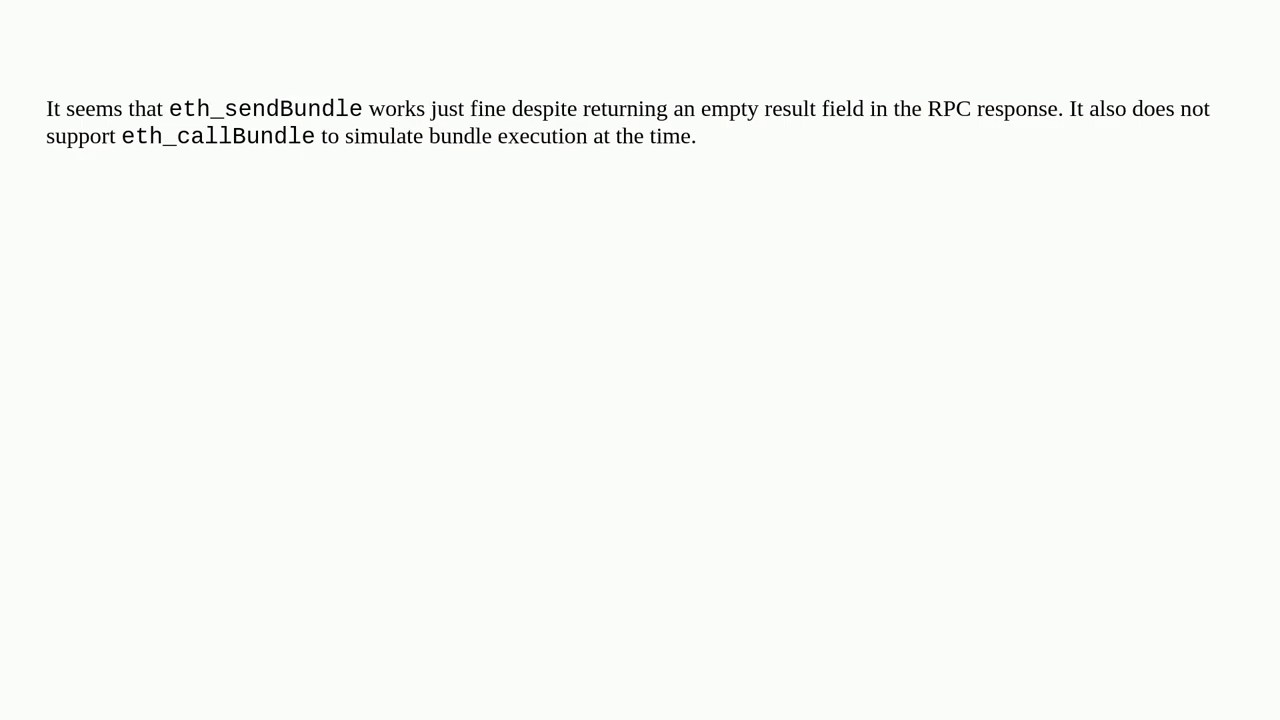 It seems that eth_sendBundle works just fine despite returning an empty result field in the RPC response. It also does not
support eth_callBundle to simulate bundle execution at the time.